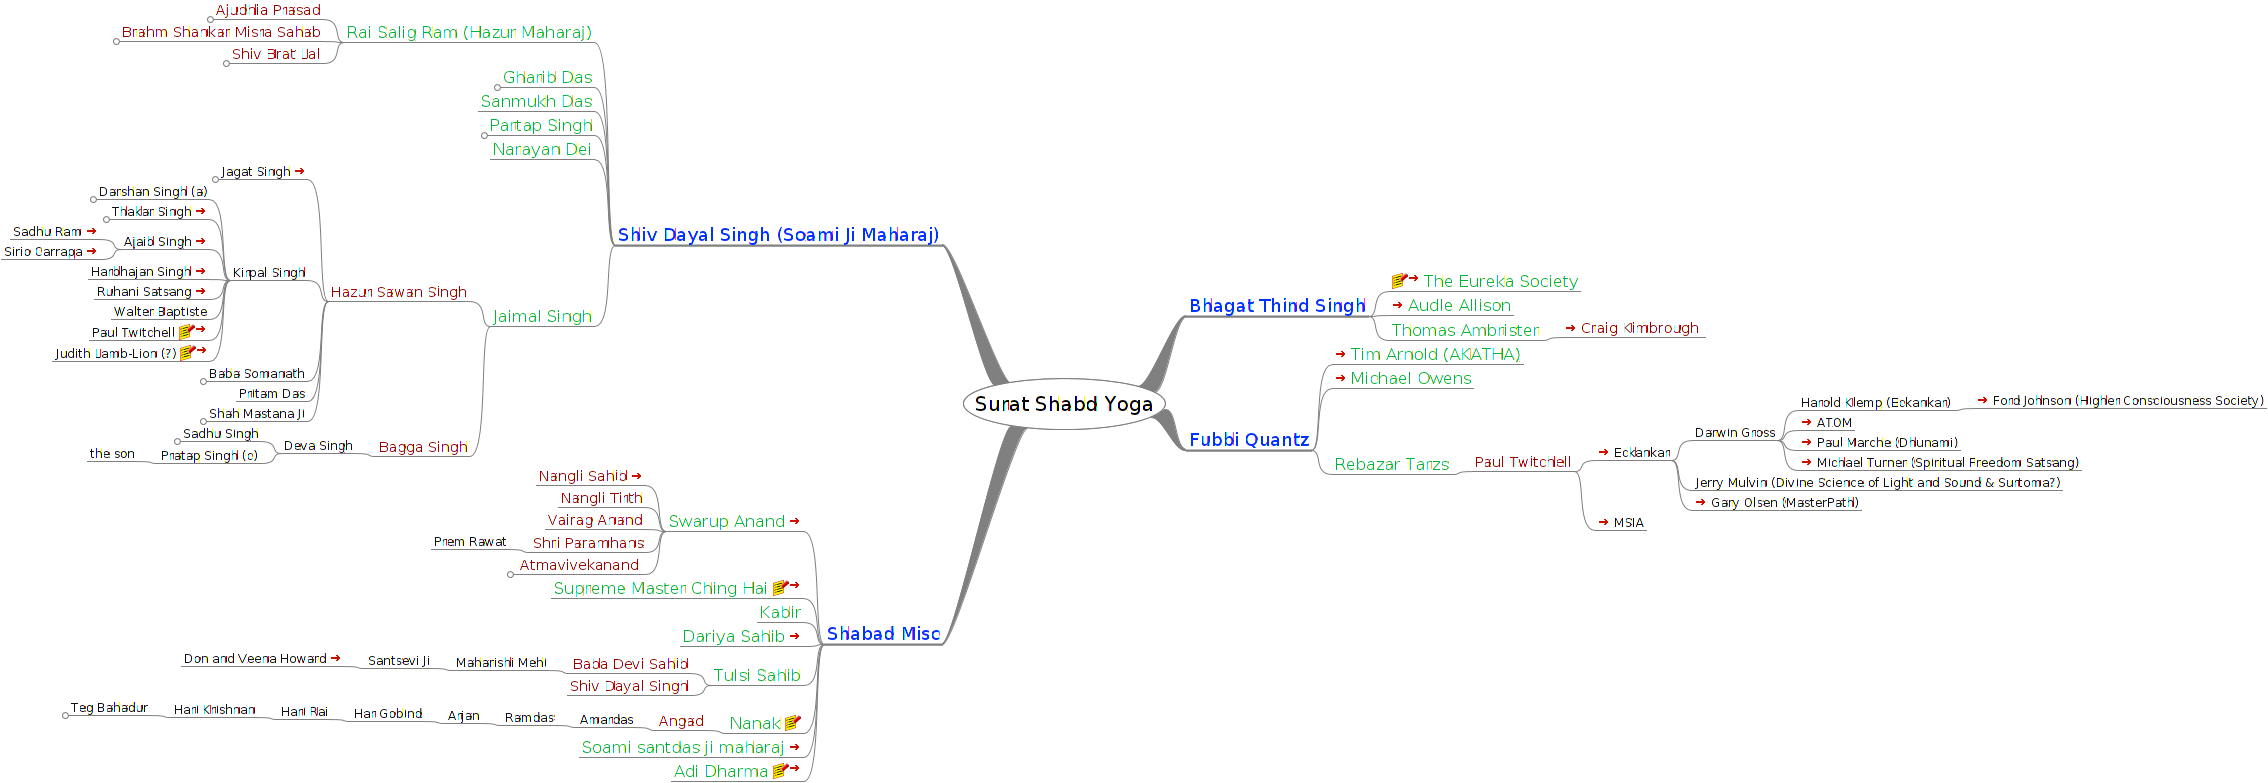 Ajudhia Prasad
Brahm Shankar Misra Sahab
Shiv Brat Lal
Rai Salig Ram (Hazur Maharaj)
Gharib Das
Sanmukh Das
Partap Singh
Narayan Dei
Jagat Singh
Darshan Singh (a)
Thakar Singh
Sadhu Ram
Sirio Carrapa
Ajaib Singh
Harbhajan Singh
Ruhani Satsang
Walter Baptiste
Paul Twitchell
Judith Lamb-Lion (?)
Kirpal Singh
Baba Somanath
Pritam Das
Shah Mastana Ji
Hazur Sawan Singh
Sadhu Singh
the son
Pratap Singh (c)
Deva Singh
Bagga Singh
Jaimal Singh
Shiv Dayal Singh (Soami Ji Maharaj)
Nangli Sahib
Nangli Tirth
Vairag Anand
Prem Rawat
Shri Paramhans
Atmavivekanand
Swarup Anand
Supreme Master Ching Hai
Kabir
Dariya Sahib
Don and Veena Howard
Santsevi Ji
Maharishi Mehi
Baba Devi Sahib
Shiv Dayal Singh
Tulsi Sahib
Teg Bahadur
Hari Krishnan
Hari Rai
Har Gobind
Arjan
Ramdas
Amardas
Angad
Nanak
Soami santdas ji maharaj
Adi Dharma
Shabad Misc
Surat Shabd Yoga
Bhagat Thind Singh
The Eureka Society
Audle Allison
Thomas Ambrister
Craig Kimbrough
Fubbi Quantz
Tim Arnold (AKATHA)
Michael Owens
Rebazar Tarzs
Paul Twitchell
Eckankar
Darwin Gross
Harold Klemp (Eckankar)
Ford Johnson (Higher Consciousness Society)
ATOM
Paul Marche (Dhunami)
Michael Turner (Spiritual Freedom Satsang)
Jerry Mulvin (Divine Science of Light and Sound & Suntoma?)
Gary Olsen (MasterPath)
MSIA